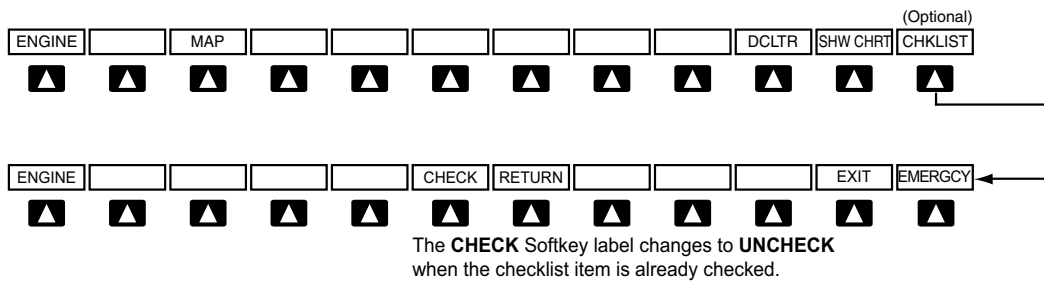 (Optional)
ENGINE MAP DCLTR SHW CHRT CHKLIST
ENGINE CHECK RETURN EXIT EMERGCY
The CHECK Softkey label changes to UNCHECK
when the checklist item is already checked.